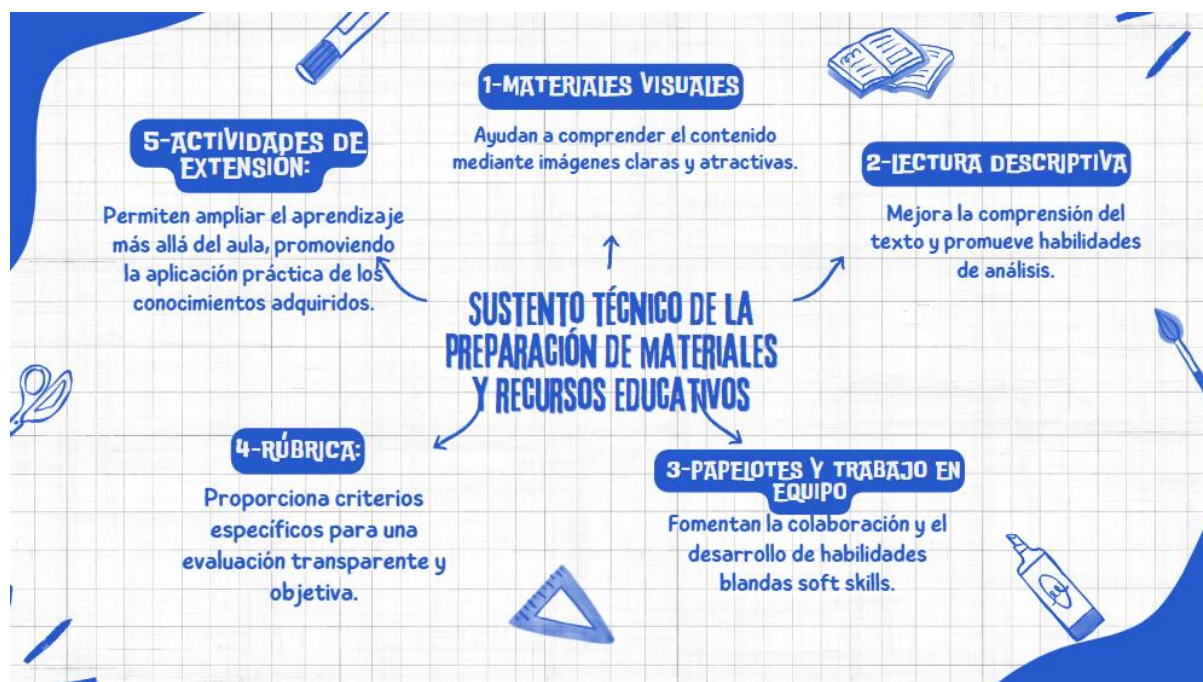 SUSTENTO TÉCNICO DE LA
PREPARACIÓN DE MATERIALES
Y RECURSOS EDUCATIVOS
1-MATERIALES VISUALES
Ayudan a comprender el contenido
mediante imágenes claras y atractivas.
2-LECTURA DESCRIPTIVA
Mejora la comprensión del
texto y promueve habilidades
de análisis.
3-PAPELOTES Y TRABAJO EN
EQUIPO
Fomentan la colaboración y el
desarrollo de habilidades
blandas soft skills.
4-RÚBRICA:
Proporciona criterios
específicos para una
evaluación transparente y
objetiva.
5-ACTIVIDADES DE
EXTENSIÓN:
Permiten ampliar el aprendizaje
más allá del aula, promoviendo
la aplicación práctica de los
conocimientos adquiridos.